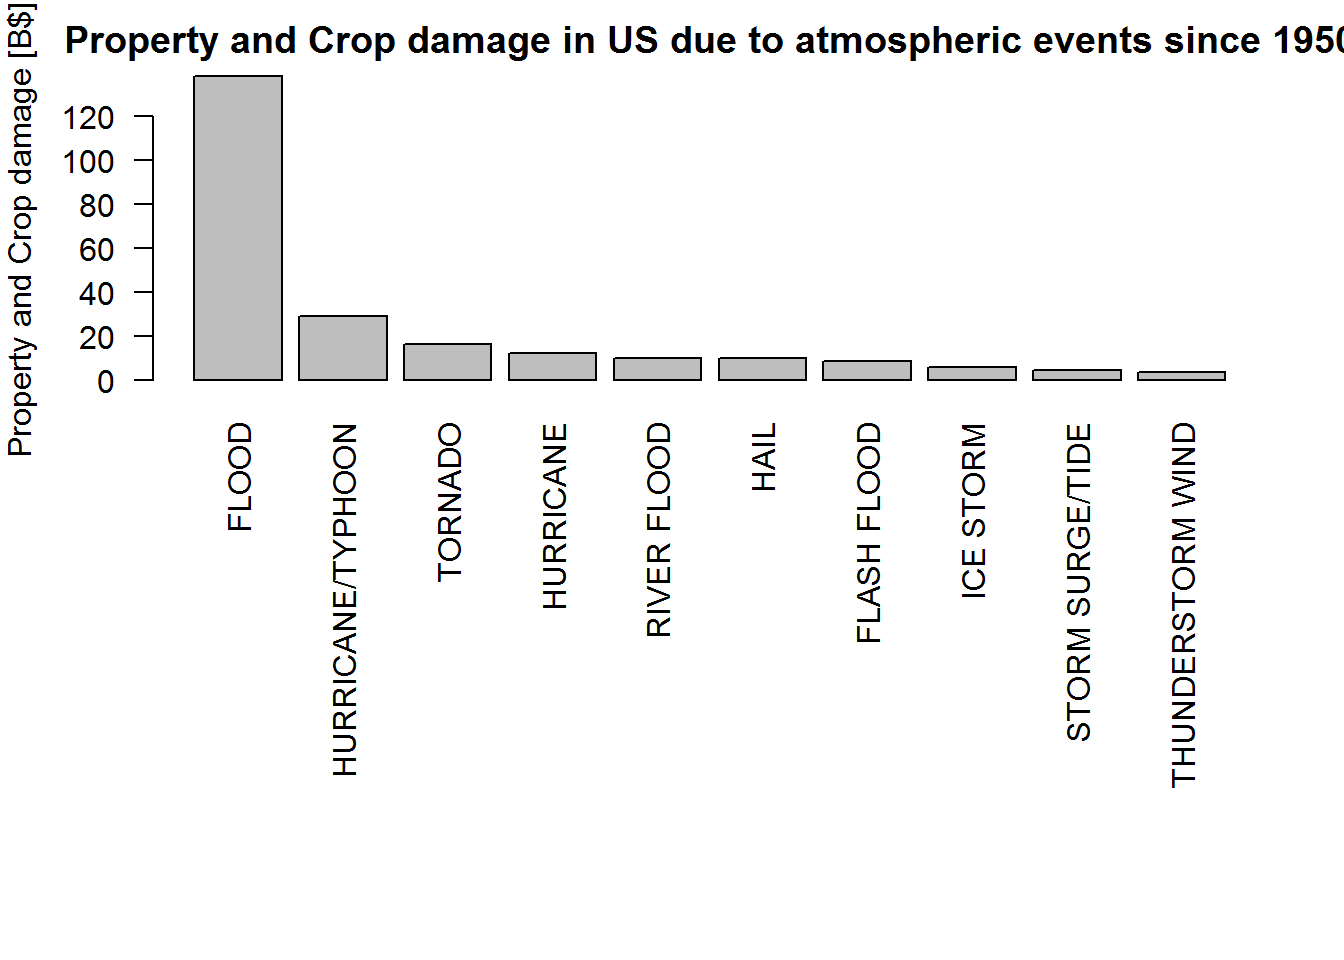 Property and Crop damage in US due to atmospheric events since 1950
Property and Crop damage [B$]
120
100
80
60
40
20
0
FLOOD
HURRICANE/TYPHOON
TORNADO
HURRICANE
RIVER FLOOD
HAIL
FLASH FLOOD
ICE STORM
STORM SURGE/TIDE
THUNDERSTORM WIND